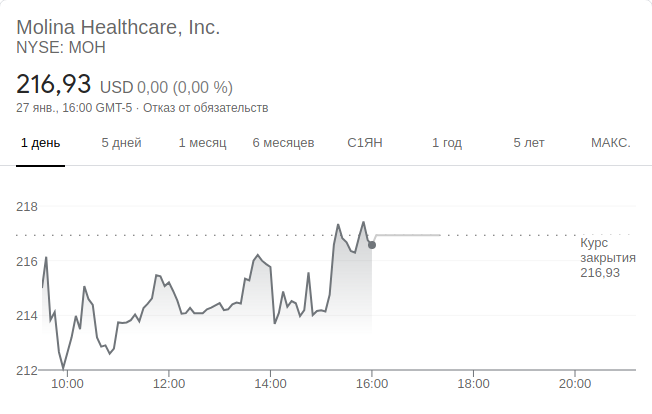 Molina Healthcare, Inc.
NYSE: MOH
216,93 USD 0,00 (0,00 %)
27 янв., 16:00 GMT-5 · Отказ от обязательств
1 день 5 дней 1 месяц 6 месяцев С1ЯН 1 год 5 лет МАКС.
218
216
214
212
Курс
закрытия
216,93
10:00 12:00 14:00 16:00 18:00 20:00